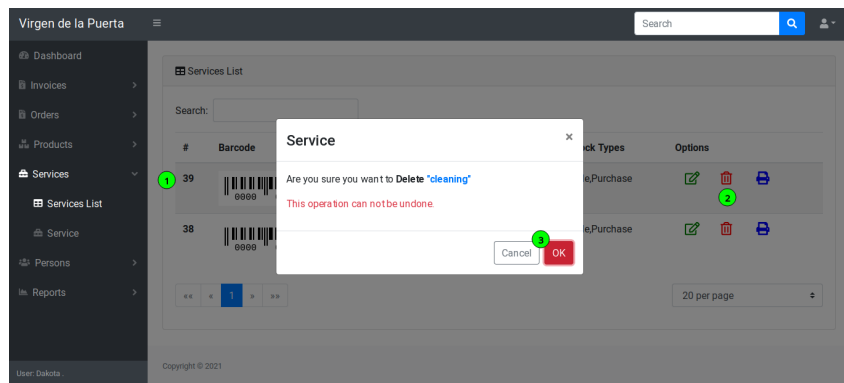 Virgen de la Puerta
Search
Dashboard
Invoices
Orders
Products
Services
Services List
Service
Persons
Reports
User: Dakota .
Services List
Search:
# Barcode ock Types Options
1 39 0000 e,Purchase
2
38 0000 e,Purchase
Service ×
Are you sure you want to Delete "cleaning"
This operation can not be undone.
3
Cancel OK
«« « 1 » »» 20 per page
Copyright © 2021